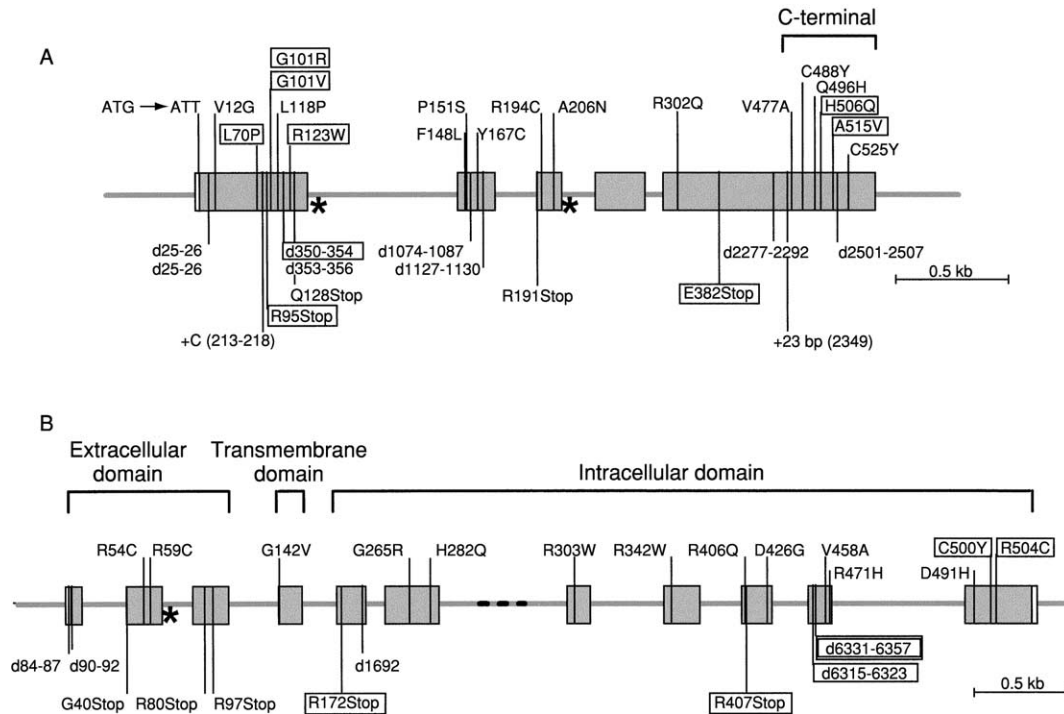 C-terminal
A
G101R
G101V
C488Y
ATG → ATT
V12G
L118P
P151S
R194C
A206N
R302Q
V477A
Q496H
L70P
R123W
F148L
Y167C
H506Q
A515V
C525Y
*
*
d25-26
d350-354
d1074-1087
d2277-2292
d2501-2507
d25-26
d353-356
d1127-1130
0.5 kb
Q128Stop
R191Stop
E382Stop
R95Stop
+C (213-218)
+23 bp (2349)
B
Extracellular
domain
Transmembrane
domain
Intracellular domain
R54C
R59C
G142V
G265R
H282Q
R303W
R342W
R406Q
D426G
V458A
C500Y
R504C
R471H
D491H
*
d84-87
d90-92
d1692
d6331-6357
d6315-6323
0.5 kb
G40Stop
R80Stop
R97Stop
R172Stop
R407Stop